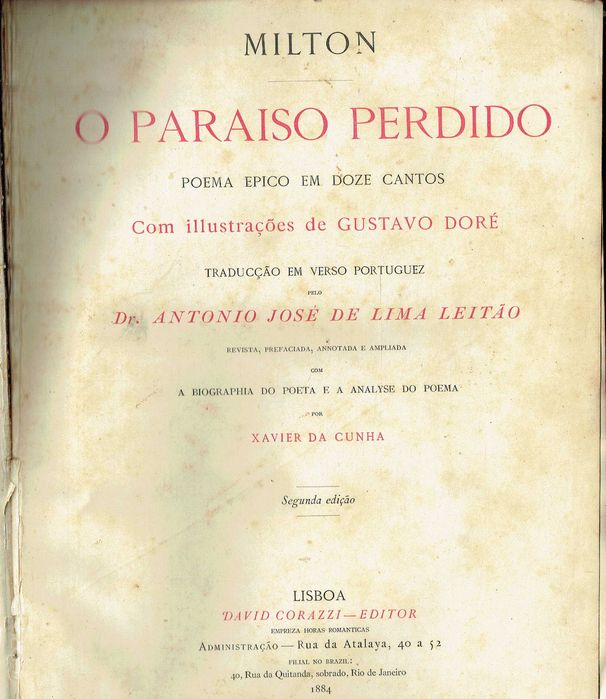 MILTON
O PARAISO PERDIDO
POEMA EPICO EM DOZE CANTOS
Com illustrações de GUSTAVO DORÉ
TRADUCÇÃO EM VERSO PORTUGUEZ
PELO
Dr. ANTONIO JOSÉ DE LIMA LEITÃO
REVISTA, PREFACIADA, ANNOTADA E AMPLIADA
COM
A BIOGRAPHIA DO POETA E A ANALYSE DO POEMA
POR
XAVIER DA CUNHA
Segunda edição
LISBOA
DAVID CORAZZI—EDITOR
EMPREZA HORAS ROMANTICAS
ADMINISTRAÇÃO — Rua da Atalaya, 40 a 52
FILIAL NO BRAZIL:
40, Rua da Quitanda, sobrado, Rio de Janeiro
1884